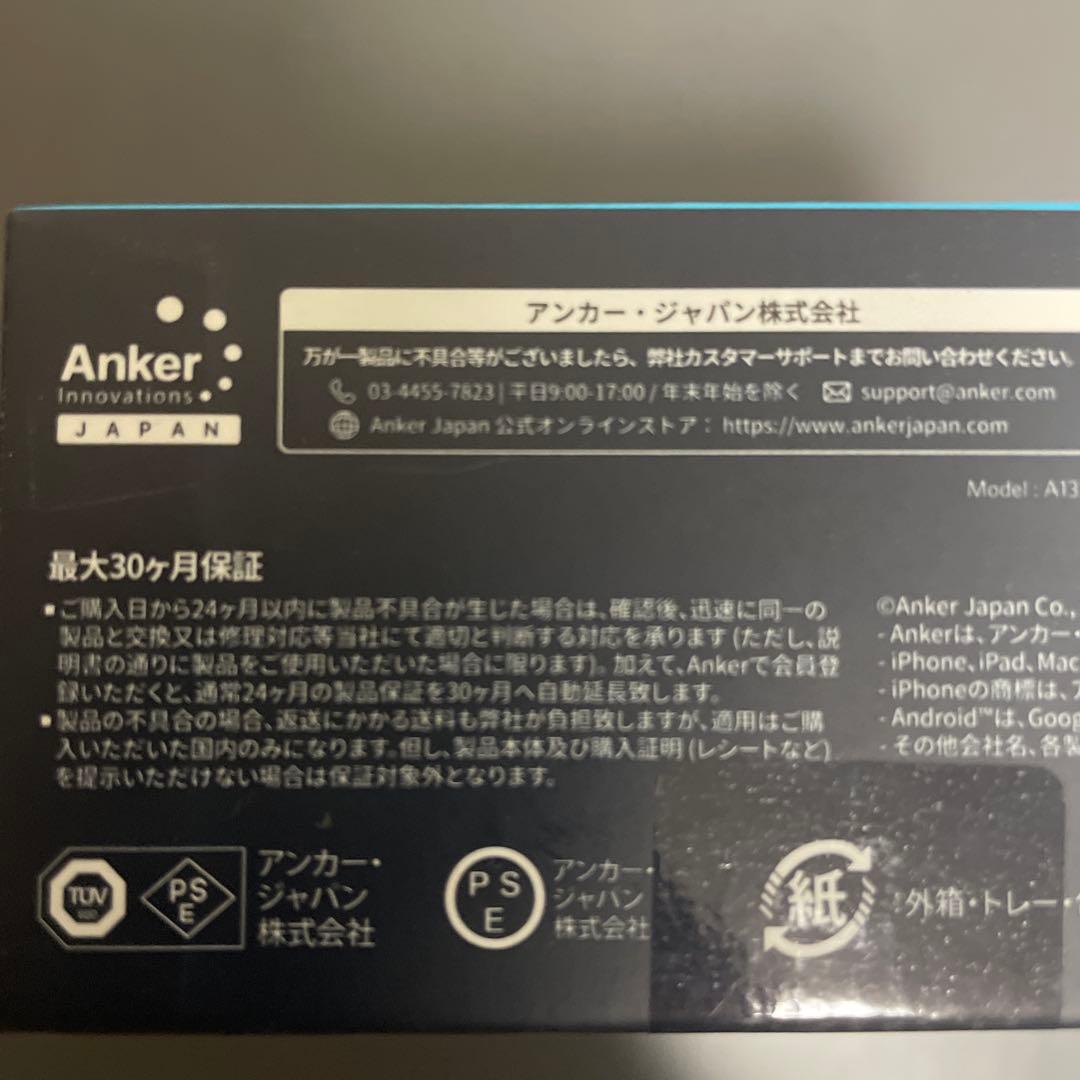 Anker
Innovations
JAPAN
アンカー・ジャパン株式会社
万が一製品に不具合等がございましたら、弊社カスタマーサポートまでお問い合わせください。
03-4455-7823 | 平日9:00-17:00 / 年末年始を除く support@anker.com
Anker Japan 公式オンラインストア： https://www.ankerjapan.com
Model : A13
最大30ヶ月保証
▪ご購入日から24ヶ月以内に製品不具合が生じた場合は、確認後、迅速に同一の
製品と交換又は修理対応等当社にて適切と判断する対応を承ります (ただし、説
明書の通りに製品をご使用いただいた場合に限ります)。加えて、Ankerで会員登
録いただくと、通常24ヶ月の製品保証を30ヶ月へ自動延長致します。
▪製品の不具合の場合、返送にかかる送料も弊社が負担致しますが、適用はご購
入いただいた国内のみになります。但し、製品本体及び購入証明 (レシートなど)
を提示いただけない場合は保証対象外となります。
©Anker Japan Co.,
- Ankerは、アンカー・
- iPhone、iPad、Mac
- iPhoneの商標は、ア
- Android™は、Goog
- その他会社名、各製
TÜV
PS
E
アンカー・
ジャパン
株式会社
PS
E
アンカー・
ジャパン
株式会社
紙
:外箱・トレー・